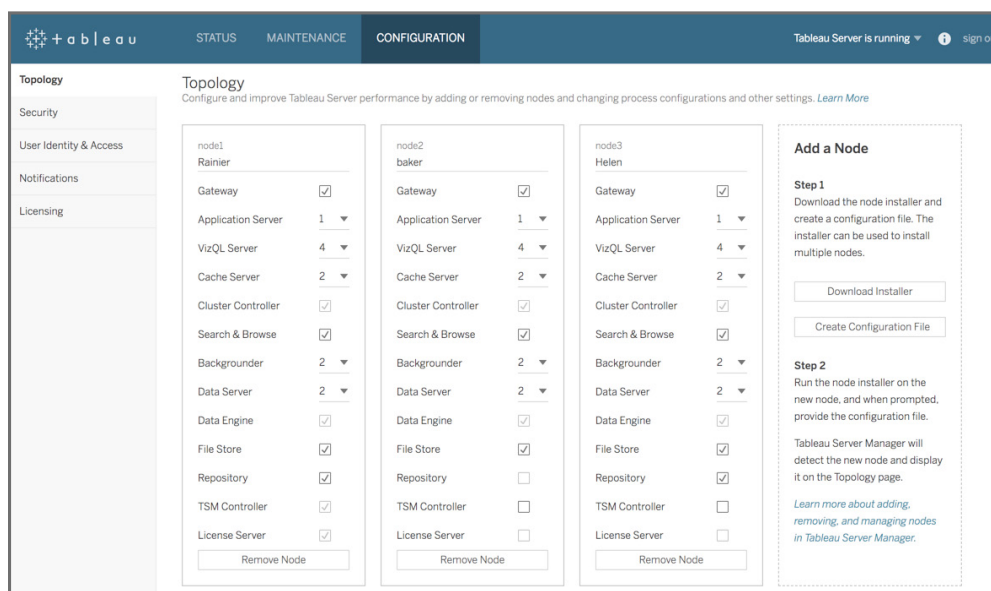 tableau
STATUS
MAINTENANCE
CONFIGURATION
Tableau Server is running
i
sign o
Topology
Security
User Identity & Access
Notifications
Licensing
Topology
Configure and improve Tableau Server performance by adding or removing nodes and changing process configurations and other settings. Learn More
node1
Rainier
Gateway
Application Server 1
VizQL Server 4
Cache Server 2
Cluster Controller
Search & Browse
Backgrounder 2
Data Server 2
Data Engine
File Store
Repository
TSM Controller
License Server
Remove Node
node2
baker
Gateway
Application Server 1
VizQL Server 4
Cache Server 2
Cluster Controller
Search & Browse
Backgrounder 2
Data Server 2
Data Engine
File Store
Repository
TSM Controller
License Server
Remove Node
node3
Helen
Gateway
Application Server 1
VizQL Server 4
Cache Server 2
Cluster Controller
Search & Browse
Backgrounder 2
Data Server 2
Data Engine
File Store
Repository
TSM Controller
License Server
Remove Node
Add a Node
Step 1
Download the node installer and
create a configuration file. The
installer can be used to install
multiple nodes.
Download Installer
Create Configuration File
Step 2
Run the node installer on the
new node, and when prompted,
provide the configuration file.
Tableau Server Manager will
detect the new node and display
it on the Topology page.
Learn more about adding,
removing, and managing nodes
in Tableau Server Manager.